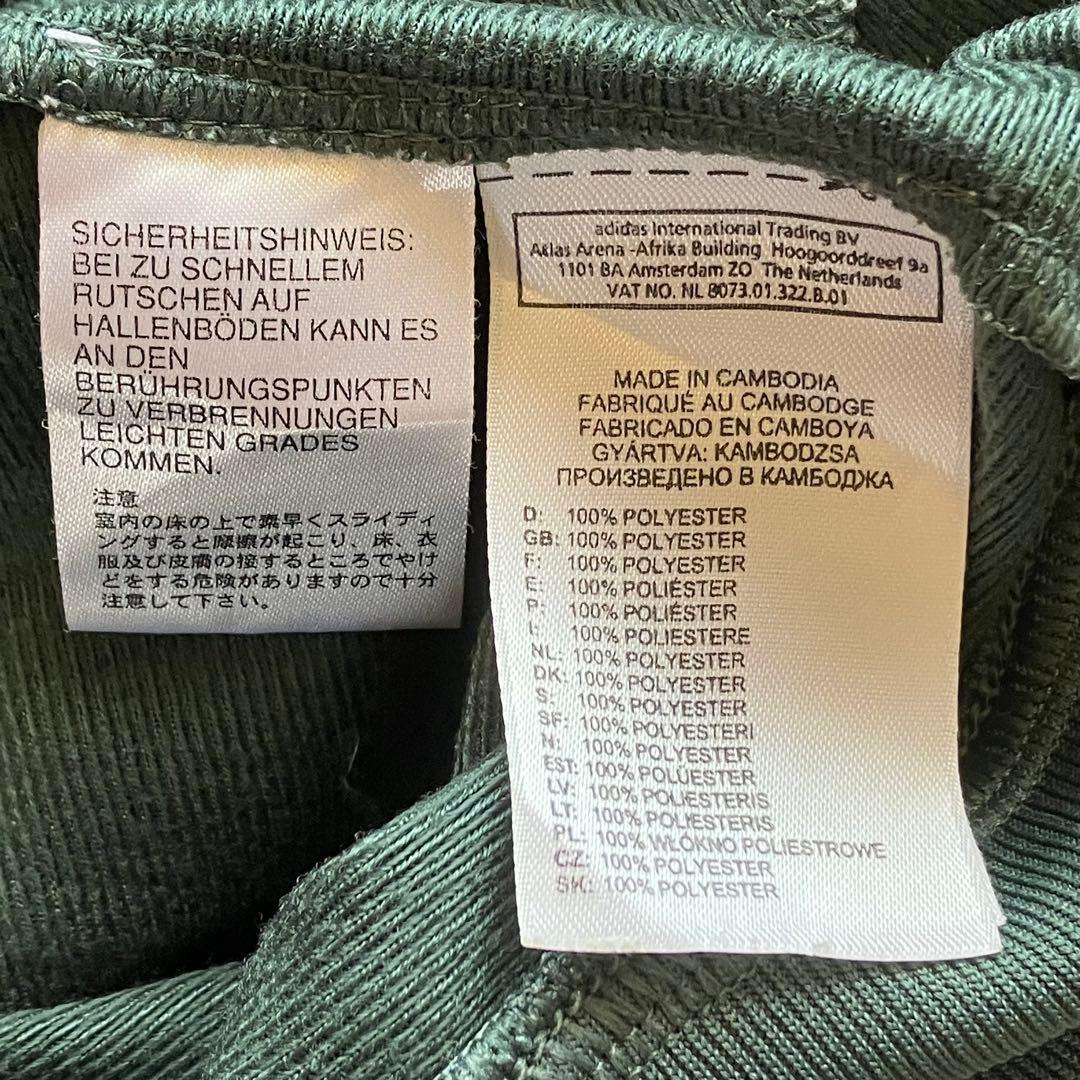 SICHERHEITSHINWEIS:
BEI ZU SCHNELLEM
RUTSCHEN AUF
HALLENBÖDEN KANN ES
AN DEN
BERÜHRUNGSPUNKTEN
ZU VERBRENNUNGEN
LEICHTEN GRADES
KOMMEN.
注意
室内の床の上で素早くスライディ
ングすると摩擦が起こり、床、衣
服及び皮膚の接するところでやけ
どをする危険がありますので十分
注意して下さい。
adidas International Trading BV
Atlas Arena -Afrika Building Hoogoorddreef 9a
1101 BA Amsterdam ZO The Netherlands
VAT NO. NL 8073.01.322.B.01
MADE IN CAMBODIA
FABRIQUÉ AU CAMBODGE
FABRICADO EN CAMBOYA
GYÁRTVA: KAMBODZSA
ПРОИЗВЕДЕНО В КАМБОДЖА
D: 100% POLYESTER
GB: 100% POLYESTER
F: 100% POLYESTER
E: 100% POLIÉSTER
P: 100% POLIÉSTER
I: 100% POLIESTERE
NL: 100% POLYESTER
DK: 100% POLYESTER
S: 100% POLYESTER
SF: 100% POLYESTERI
N: 100% POLYESTER
EST: 100% POLÜESTER
LV: 100% POLIESTERIS
LT: 100% POLIESTERIS
PL: 100% WŁÓKNO POLIESTROWE
CZ: 100% POLYESTER
SK: 100% POLYESTER